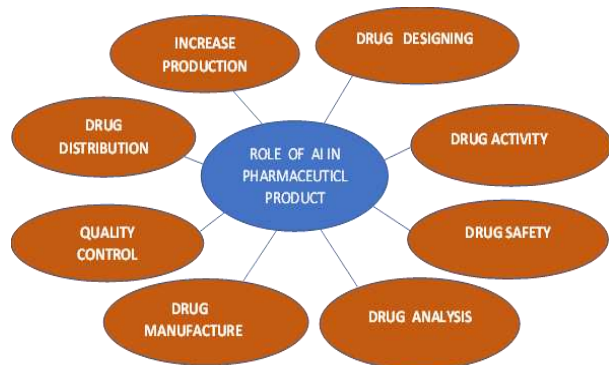 INCREASE
PRODUCTION
DRUG DESIGNING
DRUG
DISTRIBUTION
ROLE OF AI IN
PHARMACEUTICL
PRODUCT
DRUG ACTIVITY
QUALITY
CONTROL
DRUG SAFETY
DRUG
MANUFACTURE
DRUG ANALYSIS